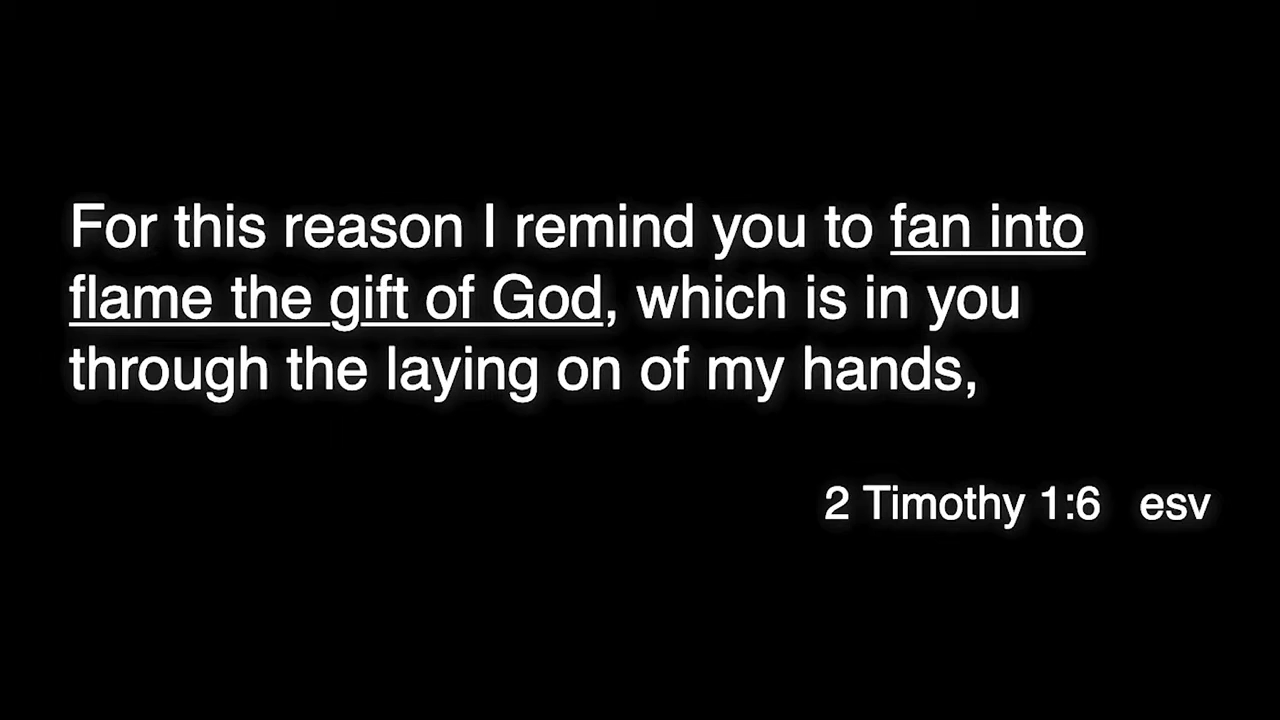 For this reason I remind you to fan into
flame the gift of God, which is in you
through the laying on of my hands,
2 Timothy 1:6 esv